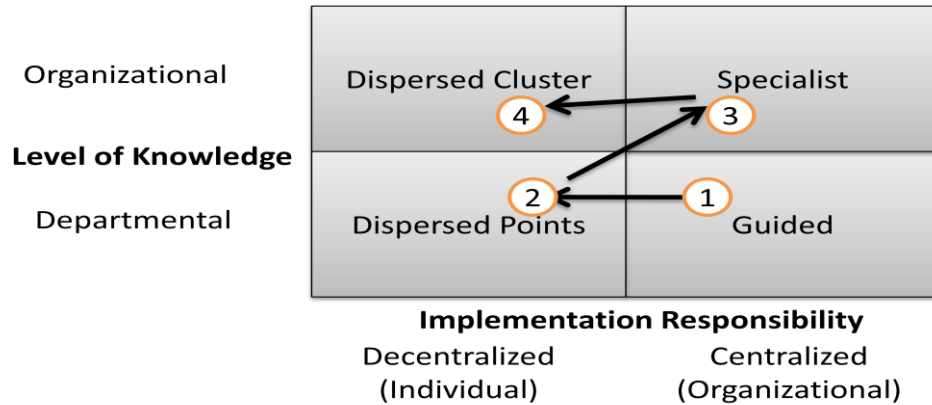 Organizational
Dispersed Cluster
Specialist
4
3
Level of Knowledge
2
1
Departmental
Dispersed Points
Guided
Implementation Responsibility
Decentralized
(Individual)
Centralized
(Organizational)